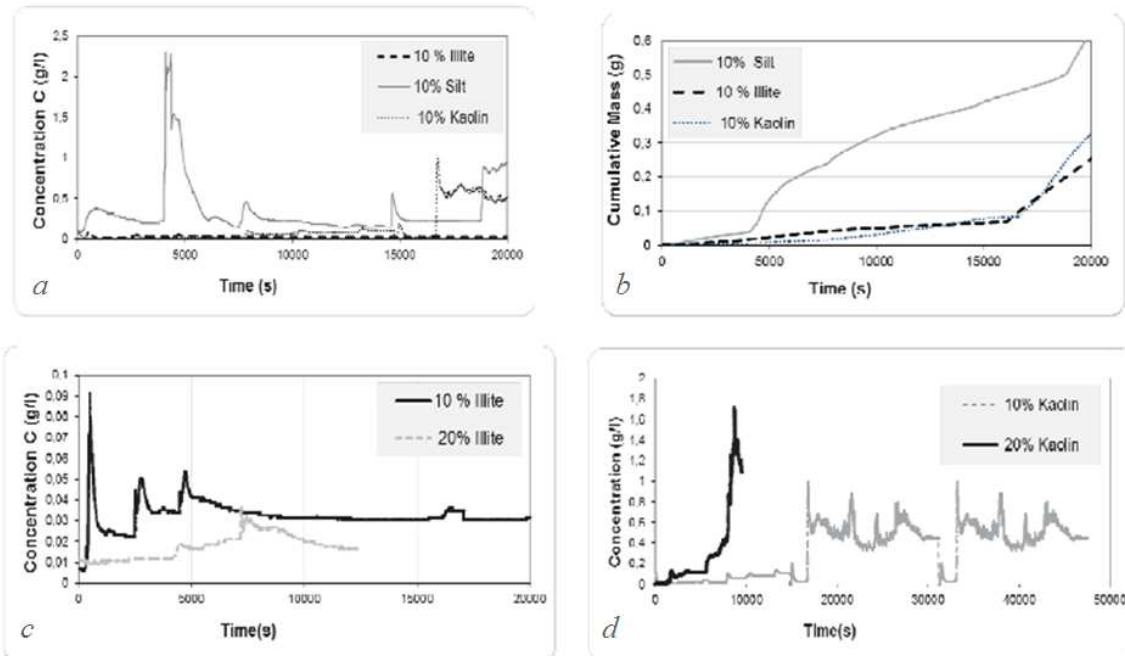 Concentration C (g/l)
2,5
2
1,5
1
0,5
0
0
5000
10000
15000
20000
Time (s)
10 % Illite
10% Silt
10% Kaolin
a
Cumulative Mass (g)
0,6
0,5
0,4
0,3
0,2
0,1
0
0
5000
10000
15000
20000
Time (s)
10% Silt
10 % Illite
10% Kaolin
b
Concentration C (g/l)
0,1
0,09
0,08
0,07
0,06
0,05
0,04
0,03
0,02
0,01
0
0
5000
10000
15000
20000
Time(s)
10 % Illite
20% Illite
c
Concentration (g/l)
2
1,8
1,6
1,4
1,2
1
0,8
0,6
0,4
0,2
0
0
10000
20000
30000
40000
50000
Time(s)
10% Kaolin
20% Kaolin
d